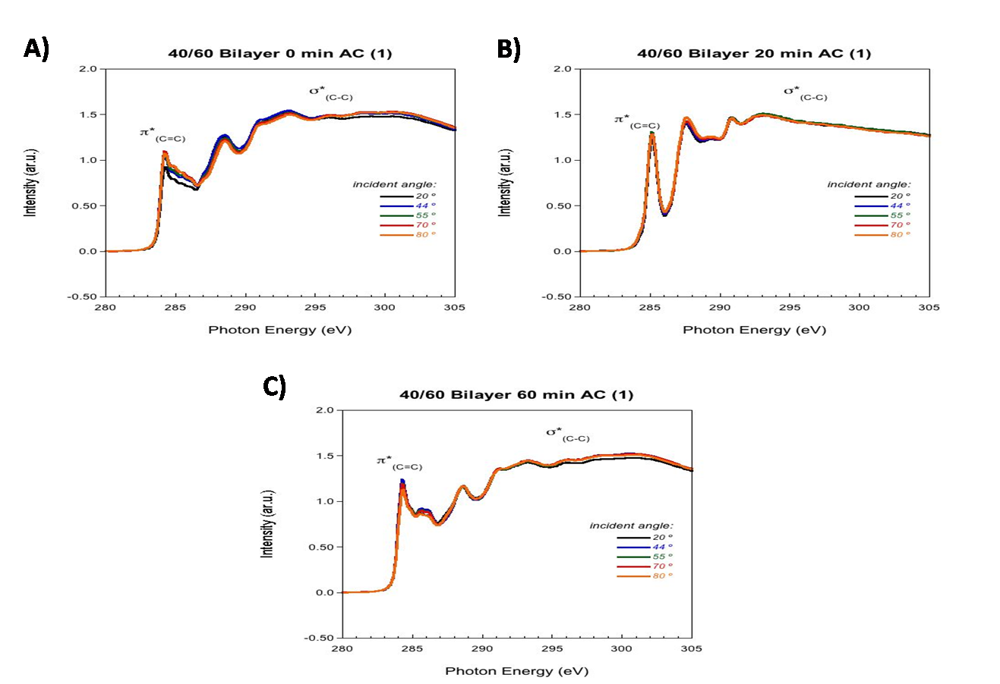 A)
40/60 Bilayer 0 min AC (1)
2.0
1.5
1.0
0.50
0.0
-0.50
280
285
290
295
300
305
Intensity (ar.u.)
Photon Energy (eV)
π*(C=C)
σ*(C-C)
incident angle:
20 º
44 º
55 º
70 º
80 º
B)
40/60 Bilayer 20 min AC (1)
2.0
1.5
1.0
0.50
0.0
-0.50
280
285
290
295
300
305
Intensity (ar.u.)
Photon Energy (eV)
π*(C=C)
σ*(C-C)
incident angle:
20 º
44 º
55 º
70 º
80 º
C)
40/60 Bilayer 60 min AC (1)
2.0
1.5
1.0
0.50
0.0
-0.50
280
285
290
295
300
305
Intensity (ar.u.)
Photon Energy (eV)
π*(C=C)
σ*(C-C)
incident angle:
20 º
44 º
55 º
70 º
80 º